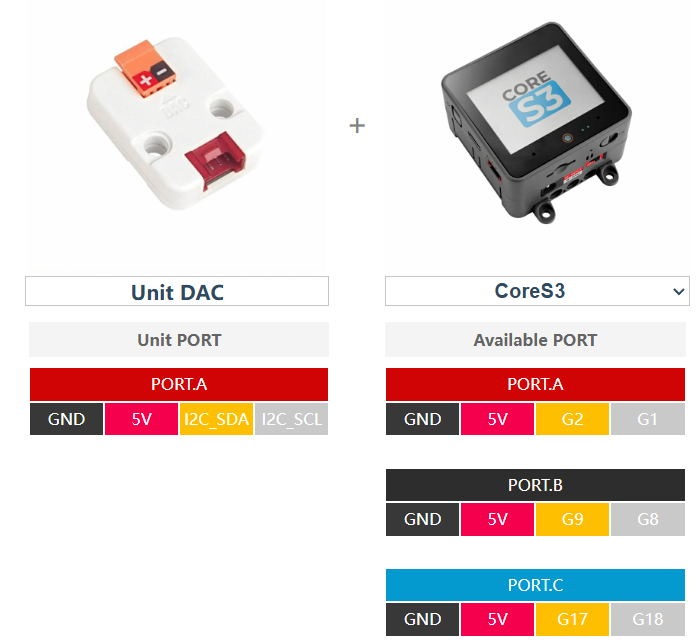 + -
DAC
+
CORE
S3
Unit DAC
CoreS3
Unit PORT
Available PORT
PORT.A
GND 5V I2C_SDA I2C_SCL
PORT.A
GND 5V G2 G1
PORT.B
GND 5V G9 G8
PORT.C
GND 5V G17 G18